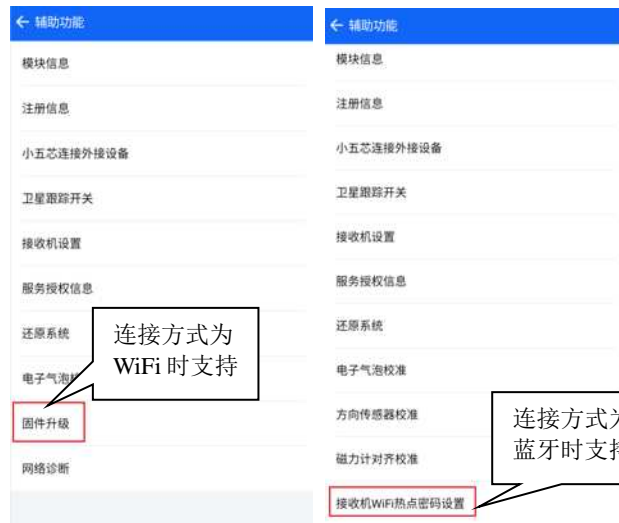 ← 辅助功能
模块信息
注册信息
小五芯连接外接设备
卫星跟踪开关
接收机设置
服务授权信息
还原系统
连接方式为
WiFi 时支持
电子气泡
固件升级
网络诊断
← 辅助功能
模块信息
注册信息
小五芯连接外接设备
卫星跟踪开关
接收机设置
服务授权信息
还原系统
电子气泡校准
方向传感器校准
磁力计对齐校准
接收机WiFi热点密码设置
连接方式为
蓝牙时支持